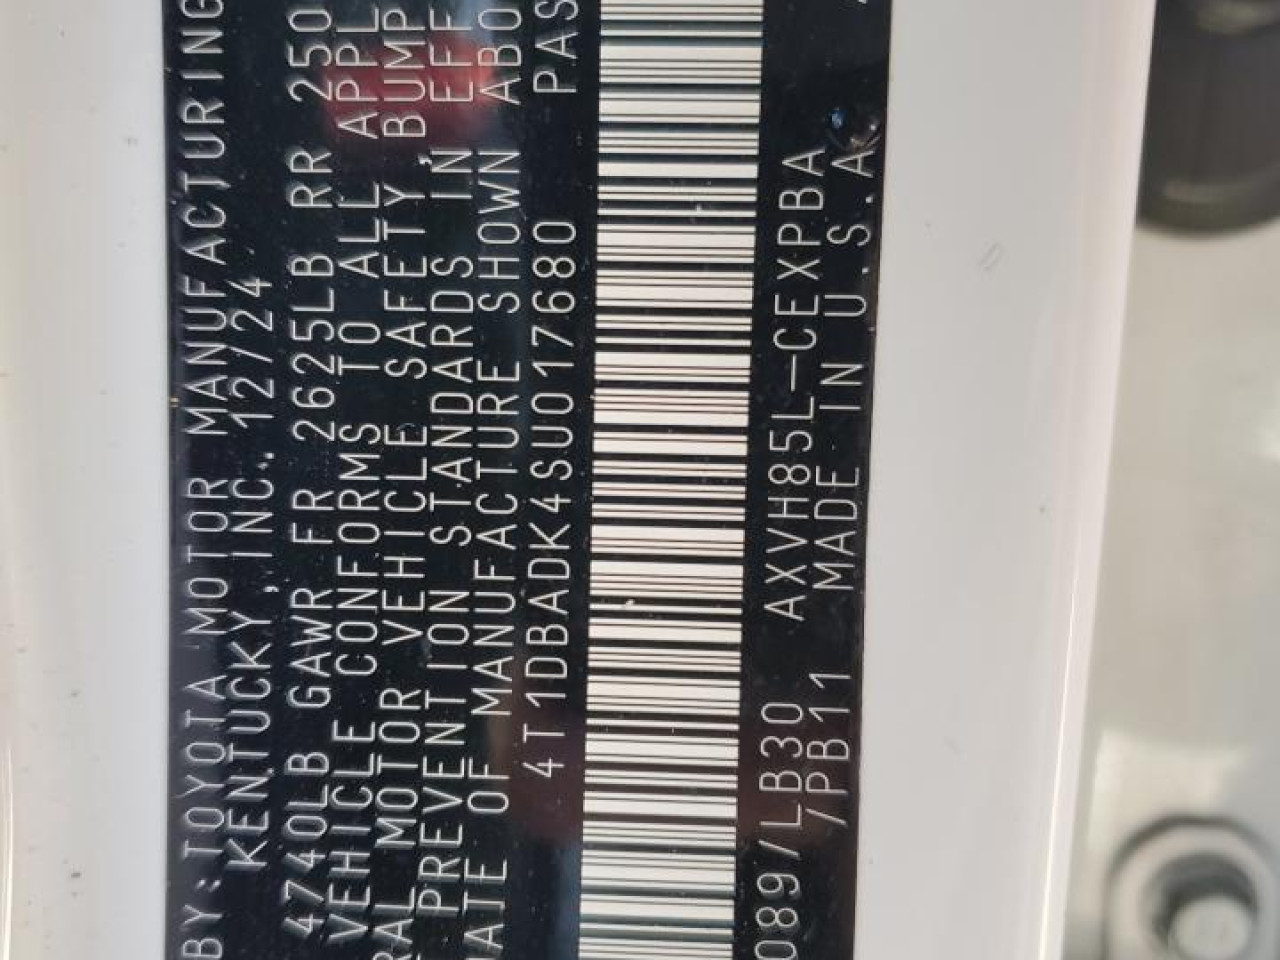 BY:TOYOTA MOTOR MANUFACTURING
KENTUCKY,INC. 12/24
4740LB GAWR FR 2625LB RR 250
VEHICLE CONFORMS TO ALL APPL
RAL MOTOR VEHICLE SAFETY, BUMP
PREVENTION STANDARDS IN EFF
ATE OF MANUFACTURE SHOWN ABO
4T1DBADK4SU017680 PAS
089/LB30 AXVH85L-CEXPBA
/PB11 MADE IN U.S.A